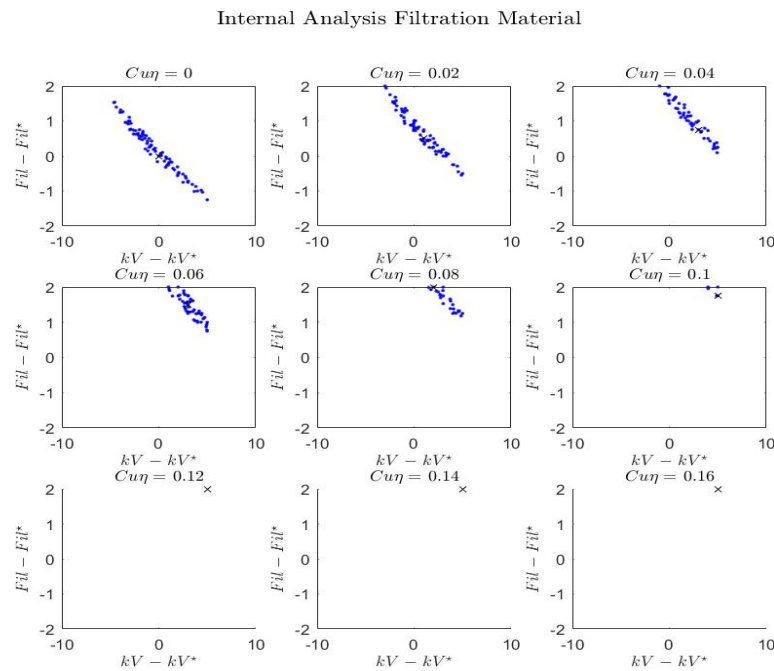 Internal Analysis Filtration Material
Cuη = 0
Cuη = 0.02
Cuη = 0.04
2
1
0
-1
-2
Fil − Fil*
-10
0
10
kV − kV*
2
1
0
-1
-2
Fil − Fil*
-10
0
10
kV − kV*
2
1
0
-1
-2
Fil − Fil*
-10
0
10
kV − kV*
Cuη = 0.06
Cuη = 0.08
Cuη = 0.1
2
1
0
-1
-2
Fil − Fil*
-10
0
10
kV − kV*
2
1
0
-1
-2
Fil − Fil*
-10
0
10
kV − kV*
2
1
0
-1
-2
Fil − Fil*
-10
0
10
kV − kV*
Cuη = 0.12
Cuη = 0.14
Cuη = 0.16
2
1
0
-1
-2
Fil − Fil*
-10
0
10
kV − kV*
2
1
0
-1
-2
Fil − Fil*
-10
0
10
kV − kV*
2
1
0
-1
-2
Fil − Fil*
-10
0
10
kV − kV*